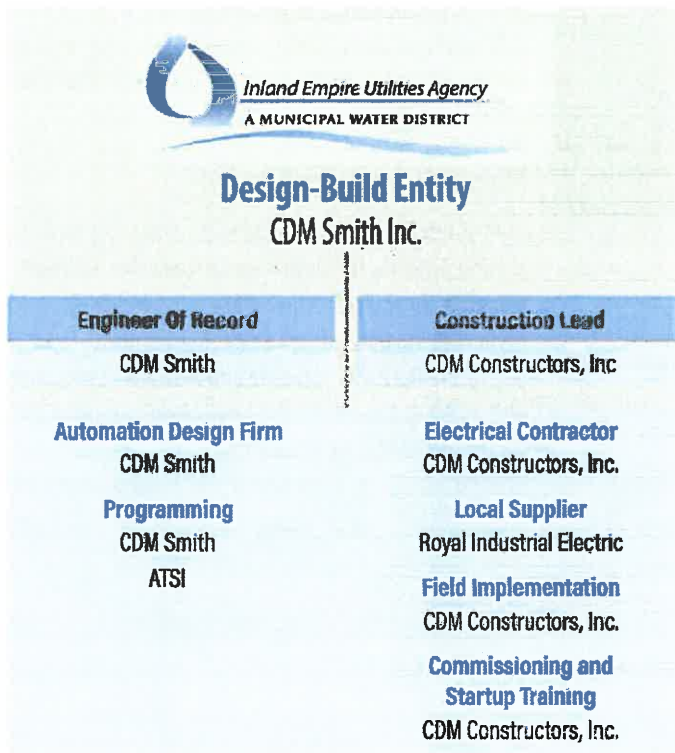 Inland Empire Utilities Agency
A MUNICIPAL WATER DISTRICT
Design-Build Entity
CDM Smith Inc.
Engineer Of Record
CDM Smith
Automation Design Firm
CDM Smith
Programming
CDM Smith
ATSI
Construction Lead
CDM Constructors, Inc
Electrical Contractor
CDM Constructors, Inc.
Local Supplier
Royal Industrial Electric
Field Implementation
CDM Constructors, Inc.
Commissioning and
Startup Training
CDM Constructors, Inc.